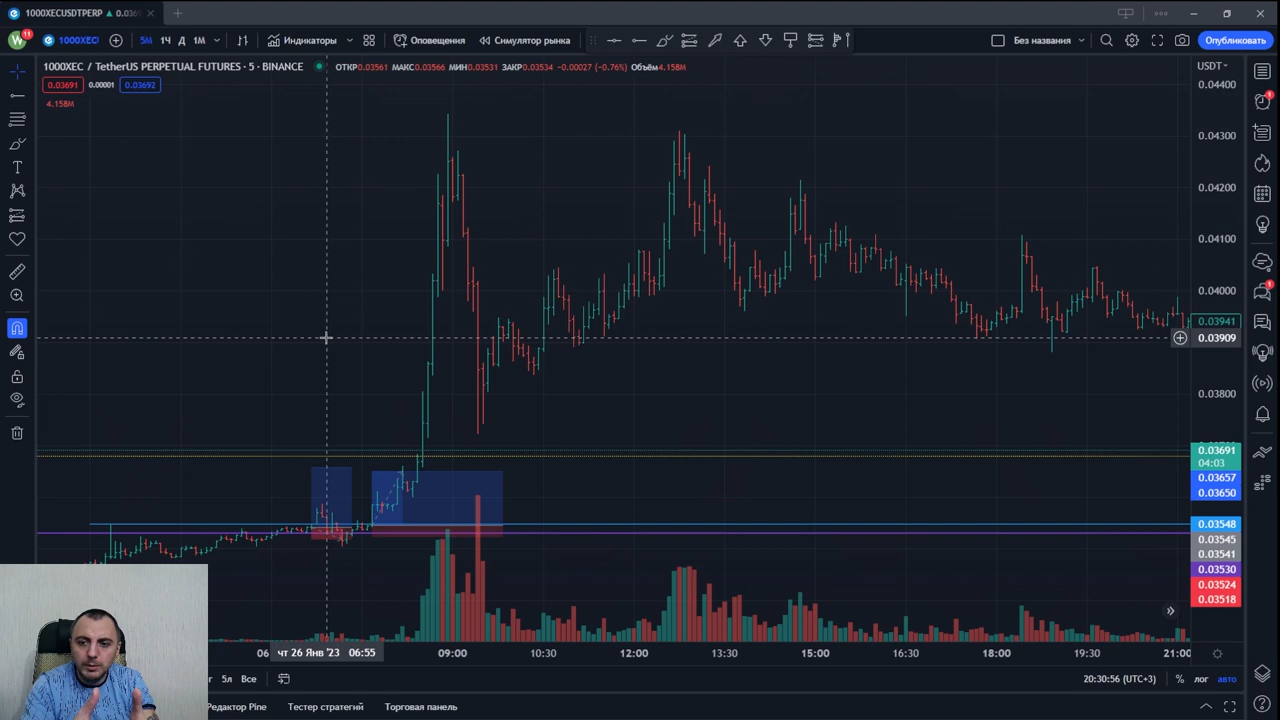 1000XECUSDTPERP ▲ 0.036
W 11 1000XEC 5М 1Ч Д 1М Индикаторы Оповещения Симулятор рынка Без названия Опубликовать
1000XEC / TetherUS PERPETUAL FUTURES · 5 · BINANCE ОТКР0.03561 МАКС0.03566 МИН0.03531 ЗАКР0.03534 −0.00027 (−0.76%) Объём4.158M USDT
0.03691 0.00001 0.03692
4.158M
0.04400
0.04300
0.04200
0.04100
0.04000
0.03941
0.03909
0.03800
0.03691
04:03
0.03657
0.03650
0.03548
0.03545
0.03541
0.03530
0.03524
0.03518
чт 26 Янв '23 06:55 09:00 10:30 12:00 13:30 15:00 16:30 18:00 19:30 21:00
5л Все 20:30:56 (UTC+3) % лог авто
Редактор Pine Тестер стратегий Торговая панель